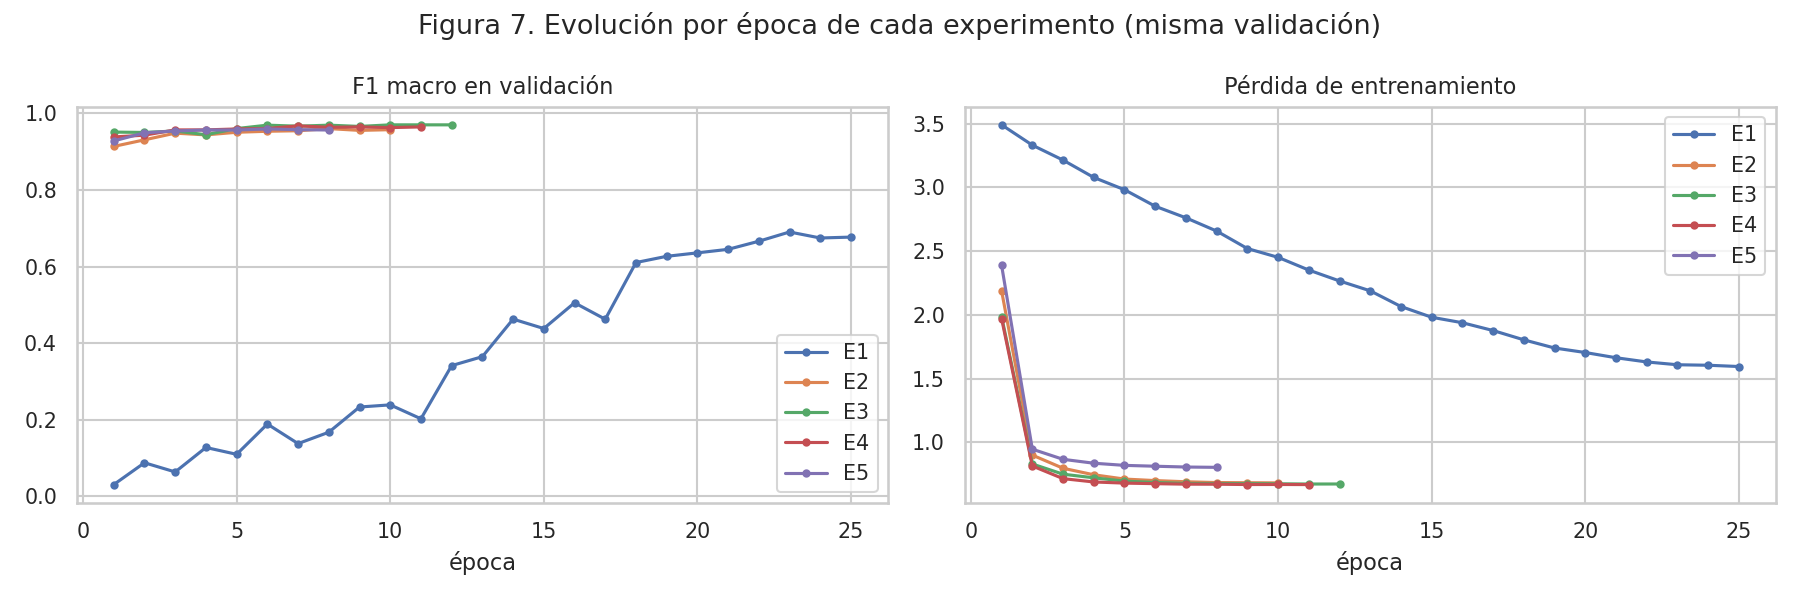 Figura 7. Evolución por época de cada experimento (misma validación)
F1 macro en validación
1.0
0.8
0.6
0.4
0.2
0.0
0 5 10 15 20 25
época
E1
E2
E3
E4
E5
Pérdida de entrenamiento
3.5
3.0
2.5
2.0
1.5
1.0
0 5 10 15 20 25
época
E1
E2
E3
E4
E5